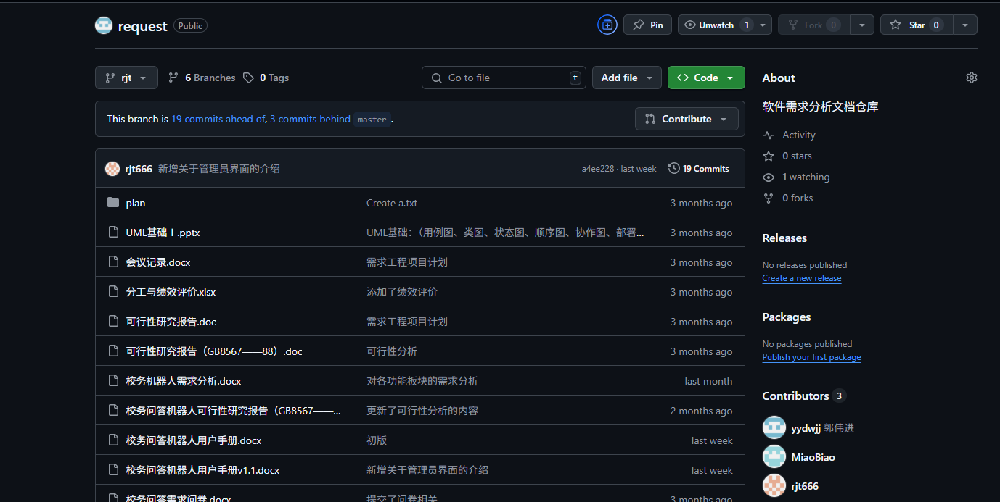 request Public
Pin
Unwatch 1
Fork 0
Star 0
rjt
6 Branches
0 Tags
Go to file t
Add file
Code
This branch is 19 commits ahead of, 3 commits behind master .
Contribute
rjt666 新增关于管理员界面的介绍 a4ee228 · last week 19 Commits
plan Create a.txt 3 months ago
UML基础Ⅰ.pptx UML基础：（用例图、类图、状态图、顺序图、协作图、部署... 3 months ago
会议记录.docx 需求工程项目计划 3 months ago
分工与绩效评价.xlsx 添加了绩效评价 3 months ago
可行性研究报告.doc 需求工程项目计划 3 months ago
可行性研究报告（GB8567——88）.doc 可行性分析 3 months ago
校务机器人需求分析.docx 对各功能板块的需求分析 last month
校务问答机器人可行性研究报告（GB8567——... 更新了可行性分析的内容 2 months ago
校务问答机器人用户手册.docx 初版 last week
校务问答机器人用户手册v1.1.docx 新增关于管理员界面的介绍 last week
校务问答需求问卷.docx 提交了问卷相关 3 months ago
About
软件需求分析文档仓库
Activity
0 stars
1 watching
0 forks
Releases
No releases published
Create a new release
Packages
No packages published
Publish your first package
Contributors 3
yydwjj 郭伟进
MiaoBiao
rjt666